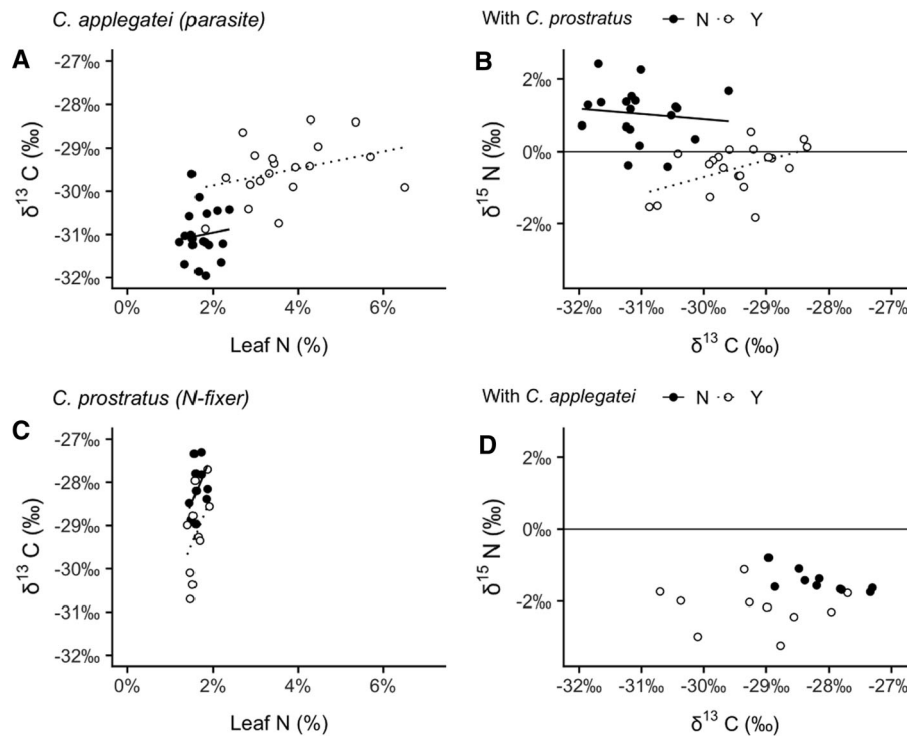 C. applegatei (parasite)
With C. prostratus N Y
A
-27‰
-28‰
-29‰
-30‰
-31‰
-32‰
δ13 C (‰)
0% 2% 4% 6%
Leaf N (%)
B
2‰
0‰
-2‰
δ15 N (‰)
-32‰ -31‰ -30‰ -29‰ -28‰ -27‰
δ13 C (‰)
C. prostratus (N-fixer)
With C. applegatei N Y
C
-27‰
-28‰
-29‰
-30‰
-31‰
-32‰
δ13 C (‰)
0% 2% 4% 6%
Leaf N (%)
D
2‰
0‰
-2‰
δ15 N (‰)
-32‰ -31‰ -30‰ -29‰ -28‰ -27‰
δ13 C (‰)